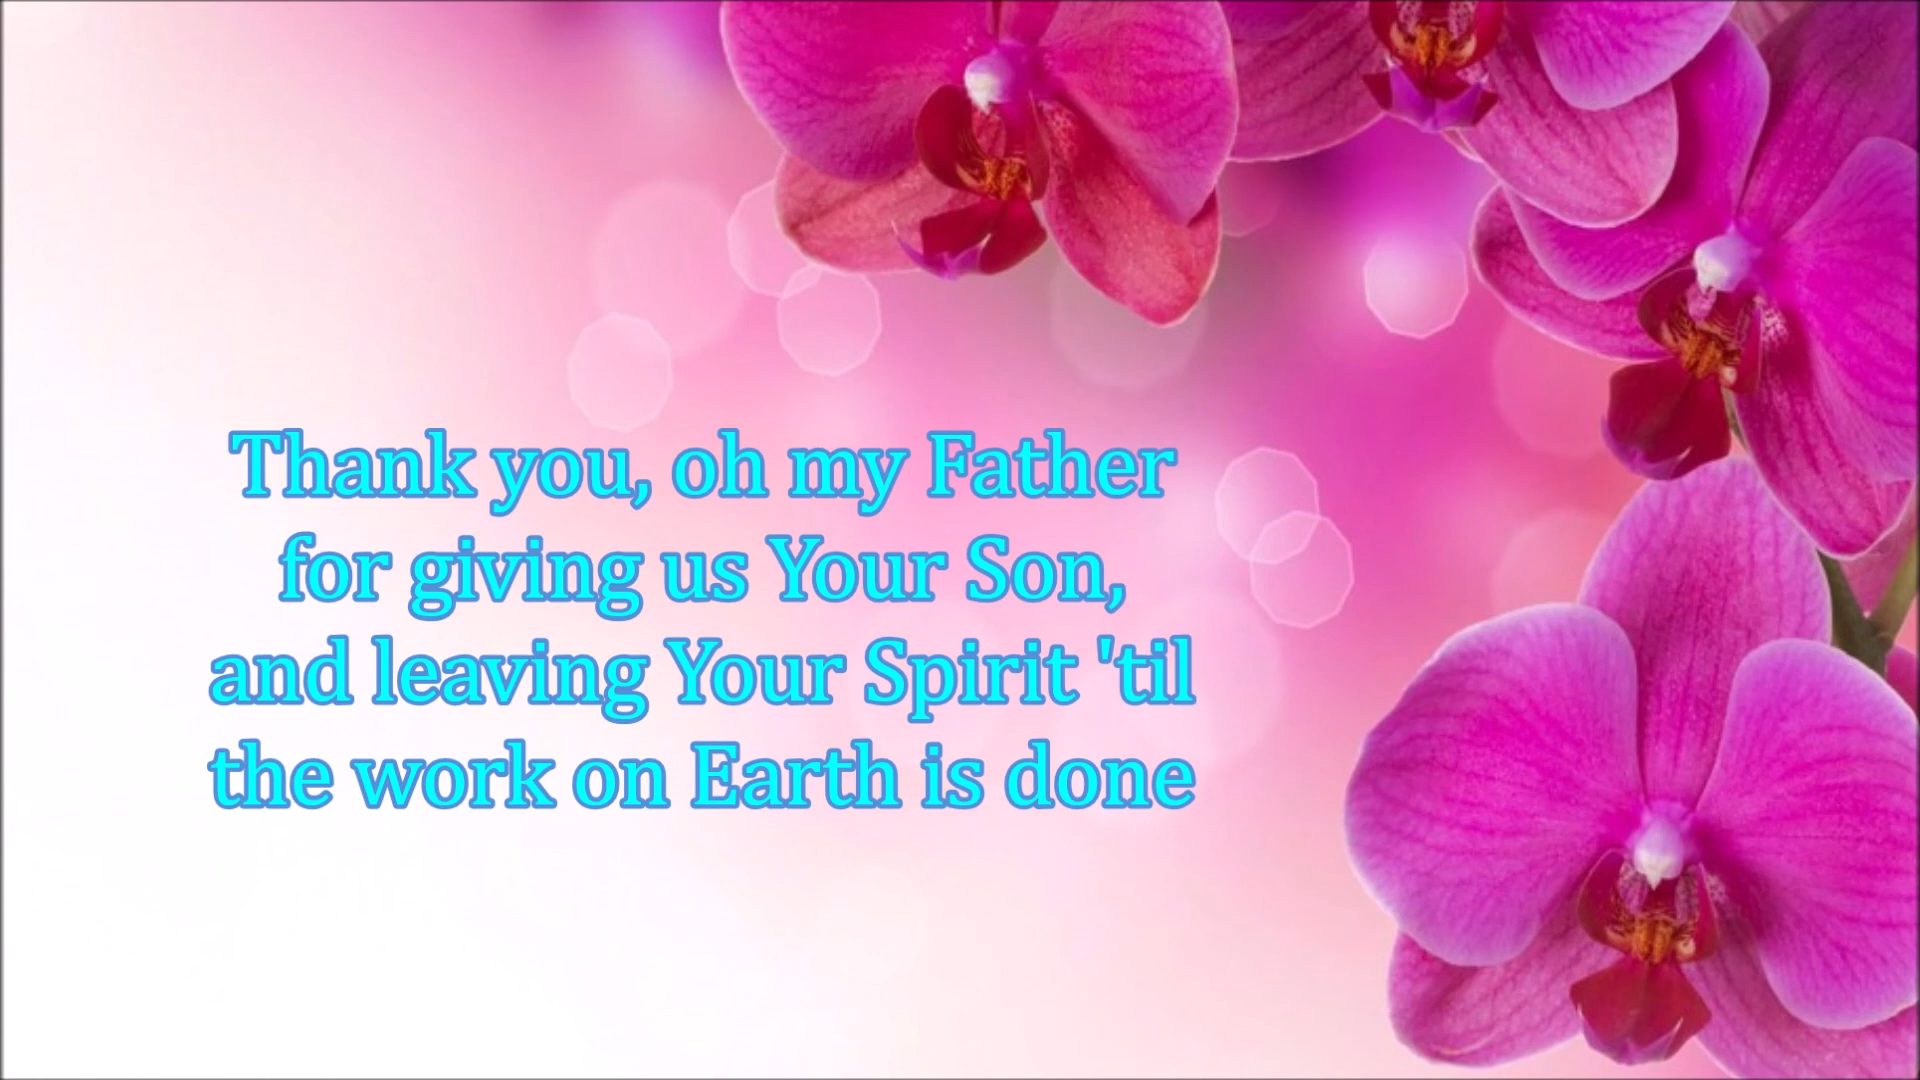 Thank you, oh my Father
for giving us Your Son,
and leaving Your Spirit 'til
the work on Earth is done